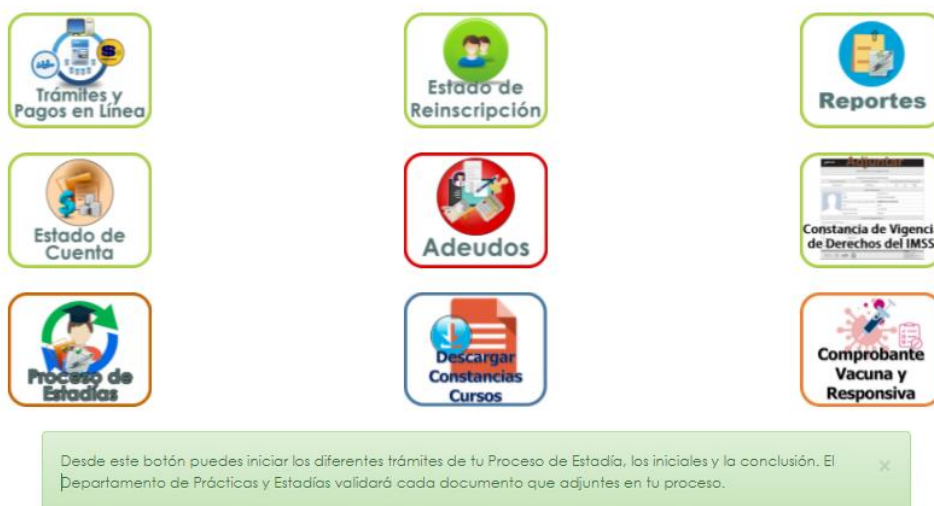 Trámites y
Pagos en Línea
Estado de
Reinscripción
Reportes
Estado de
Cuenta
Adeudos
Adjuntar
Constancia de Vigencia
de Derechos del IMSS
Proceso de
Estadías
Descargar
Constancias
Cursos
Comprobante
Vacuna y
Responsiva
Desde este botón puedes iniciar los diferentes trámites de tu Proceso de Estadía, los iniciales y la conclusión. El
Departamento de Prácticas y Estadías validará cada documento que adjuntes en tu proceso.
×